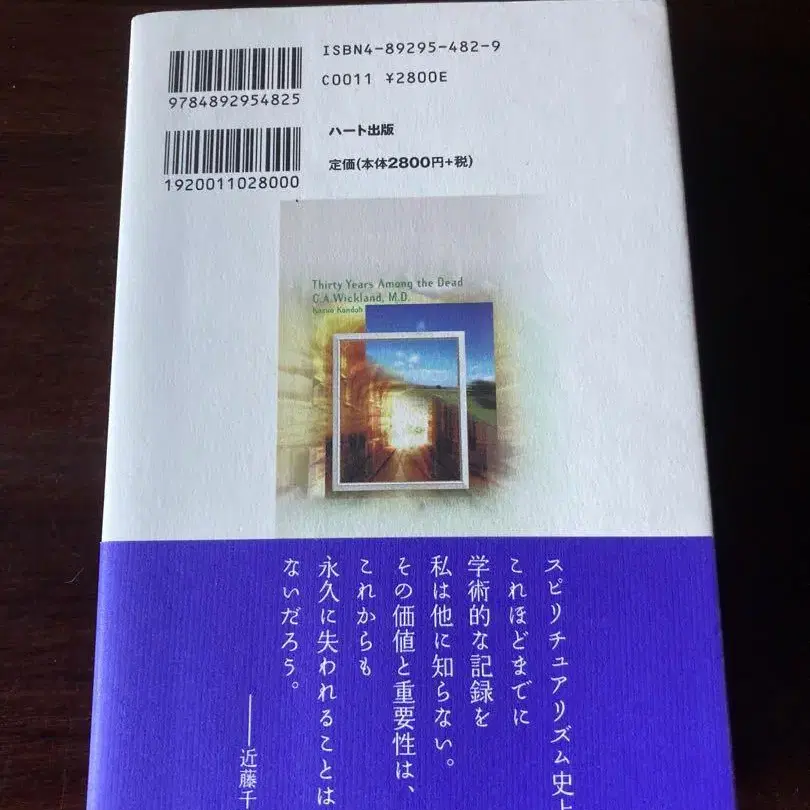 ISBN4-89295-482-9
C0011 ¥2800E
9784892954825
ハート出版
定価(本体2800円+税)
1920011028000
Thirty Years Among the Dead
C.A.Wickland, M.D.
Kazuo Kondoh
スピリチュアリズム史上
これほどまでに
学術的な記録を
私は他に知らない。
その価値と重要性は、
これからも
永久に失われることは
ないだろう。
——近藤千